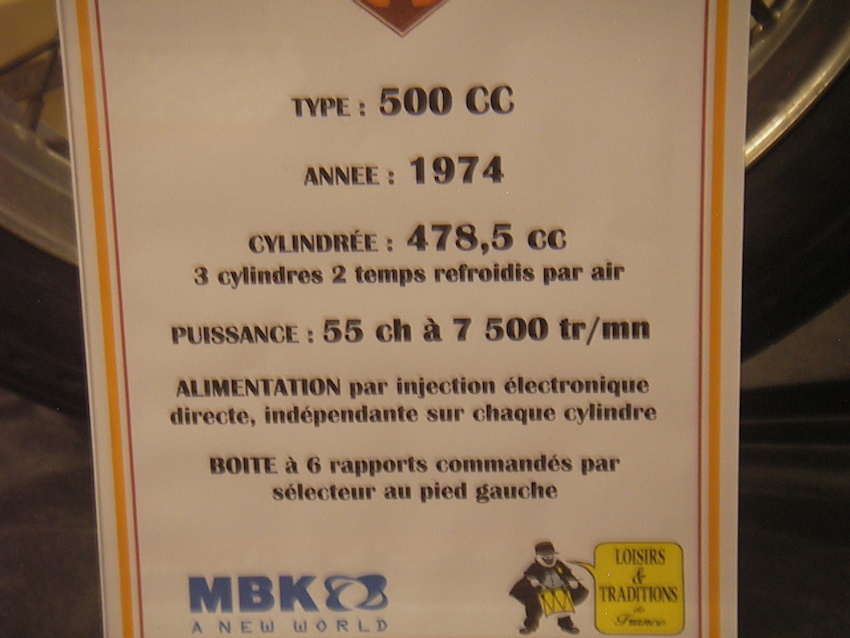 TYPE : 500 CC
ANNEE : 1974
CYLINDRÉE : 478,5 cc
3 cylindres 2 temps refroidis par air
PUISSANCE : 55 ch à 7 500 tr/mn
ALIMENTATION par injection électronique
directe, indépendante sur chaque cylindre
BOITE à 6 rapports commandés par
sélecteur au pied gauche
MBK
A NEW WORLD
LOISIRS
&
TRADITIONS
de
France